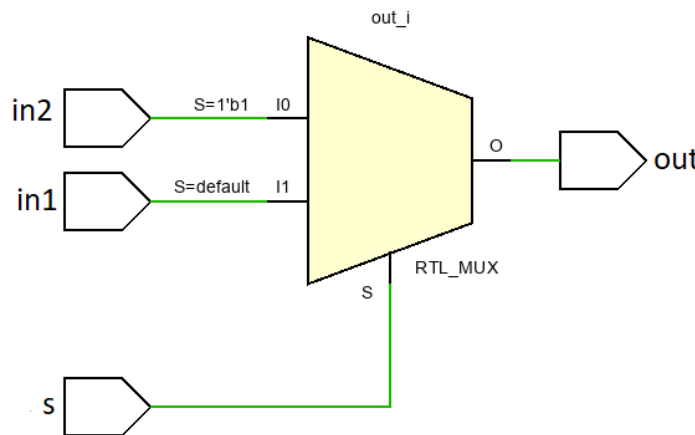 out_i
in2
S=1'b1
I0
O
out
in1
S=default
I1
RTL_MUX
S
s